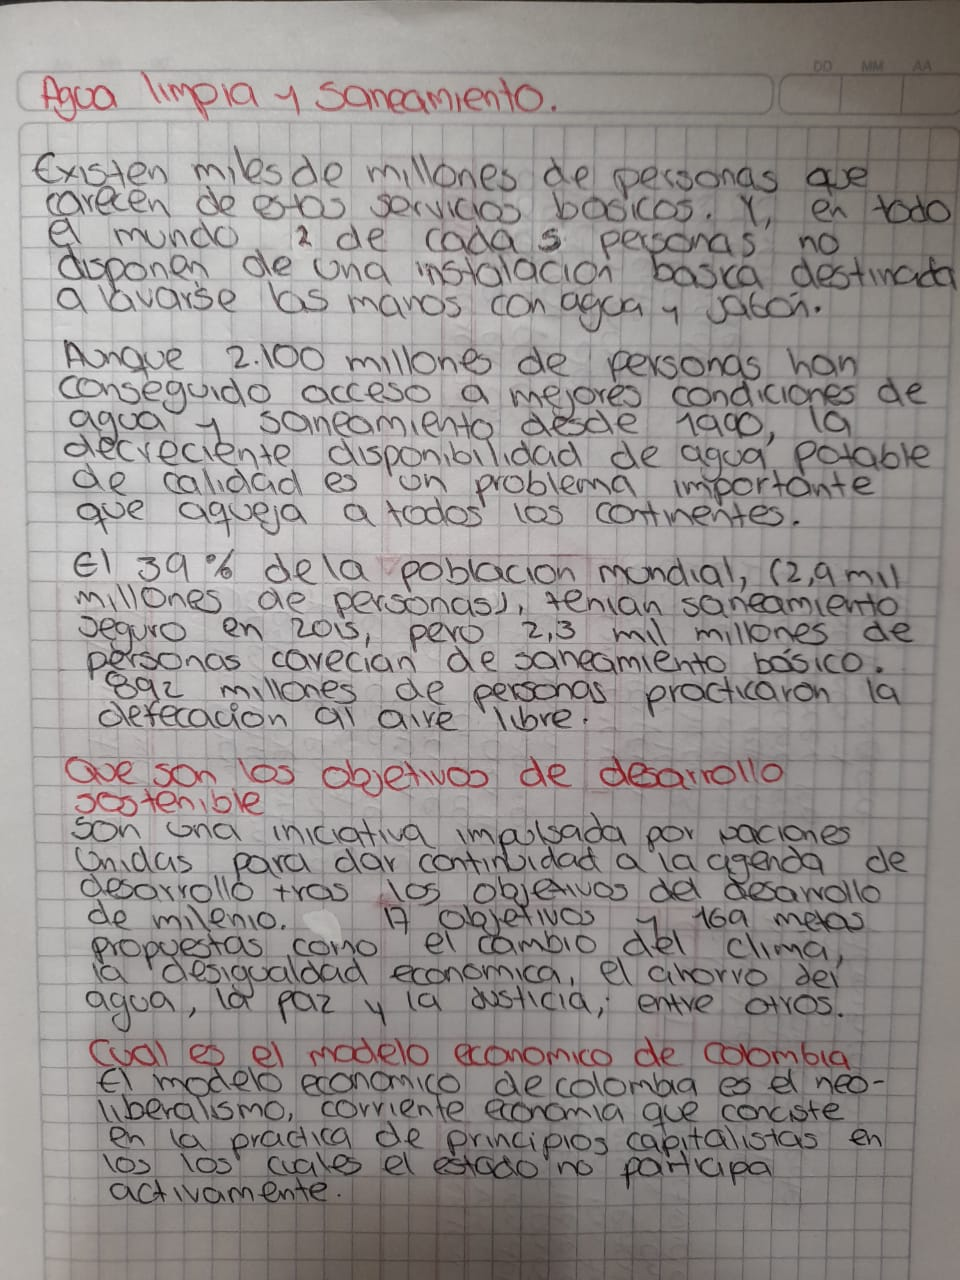 DD MM AA
Agua limpia y saneamiento.
Existen miles de millones de personas que
carecen de estos servicios basicos. Y, en todo
el mundo 2 de cada 5 personas no
disponen de una instalacion basica destinada
a lavarse las manos con agua y jabón.
Aunque 2.100 millones de personas han
conseguido acceso a mejores condiciones de
agua y saneamiento desde 1990, la
decreciente disponibilidad de agua potable
de calidad es un problema importante
que aqueja a todos los continentes.
El 39% de la poblacion mundial, (2,9 mil
millones de personas), tenian saneamiento
seguro en 2015, pero 2,3 mil millones de
personas carecian de saneamiento básico.
892 millones de personas practicaron la
defecacion al aire libre.
Que son los objetivos de desarrollo
sostenible
Son una iniciativa impulsada por naciones
Unidas para dar continuidad a la agenda de
desarrollo tras los objetivos del desarrollo
de milenio. 17 objetivos y 169 metas
propuestas como el cambio del clima,
la desigualdad economica, el ahorro del
agua, la paz y la justicia, entre otros.
Cual es el modelo economico de Colombia
El modelo economico de colombia es el neo-
liberalismo, corriente economia que conciste
en la practica de principios capitalistas en
los los cuales el estado no participa
activamente.